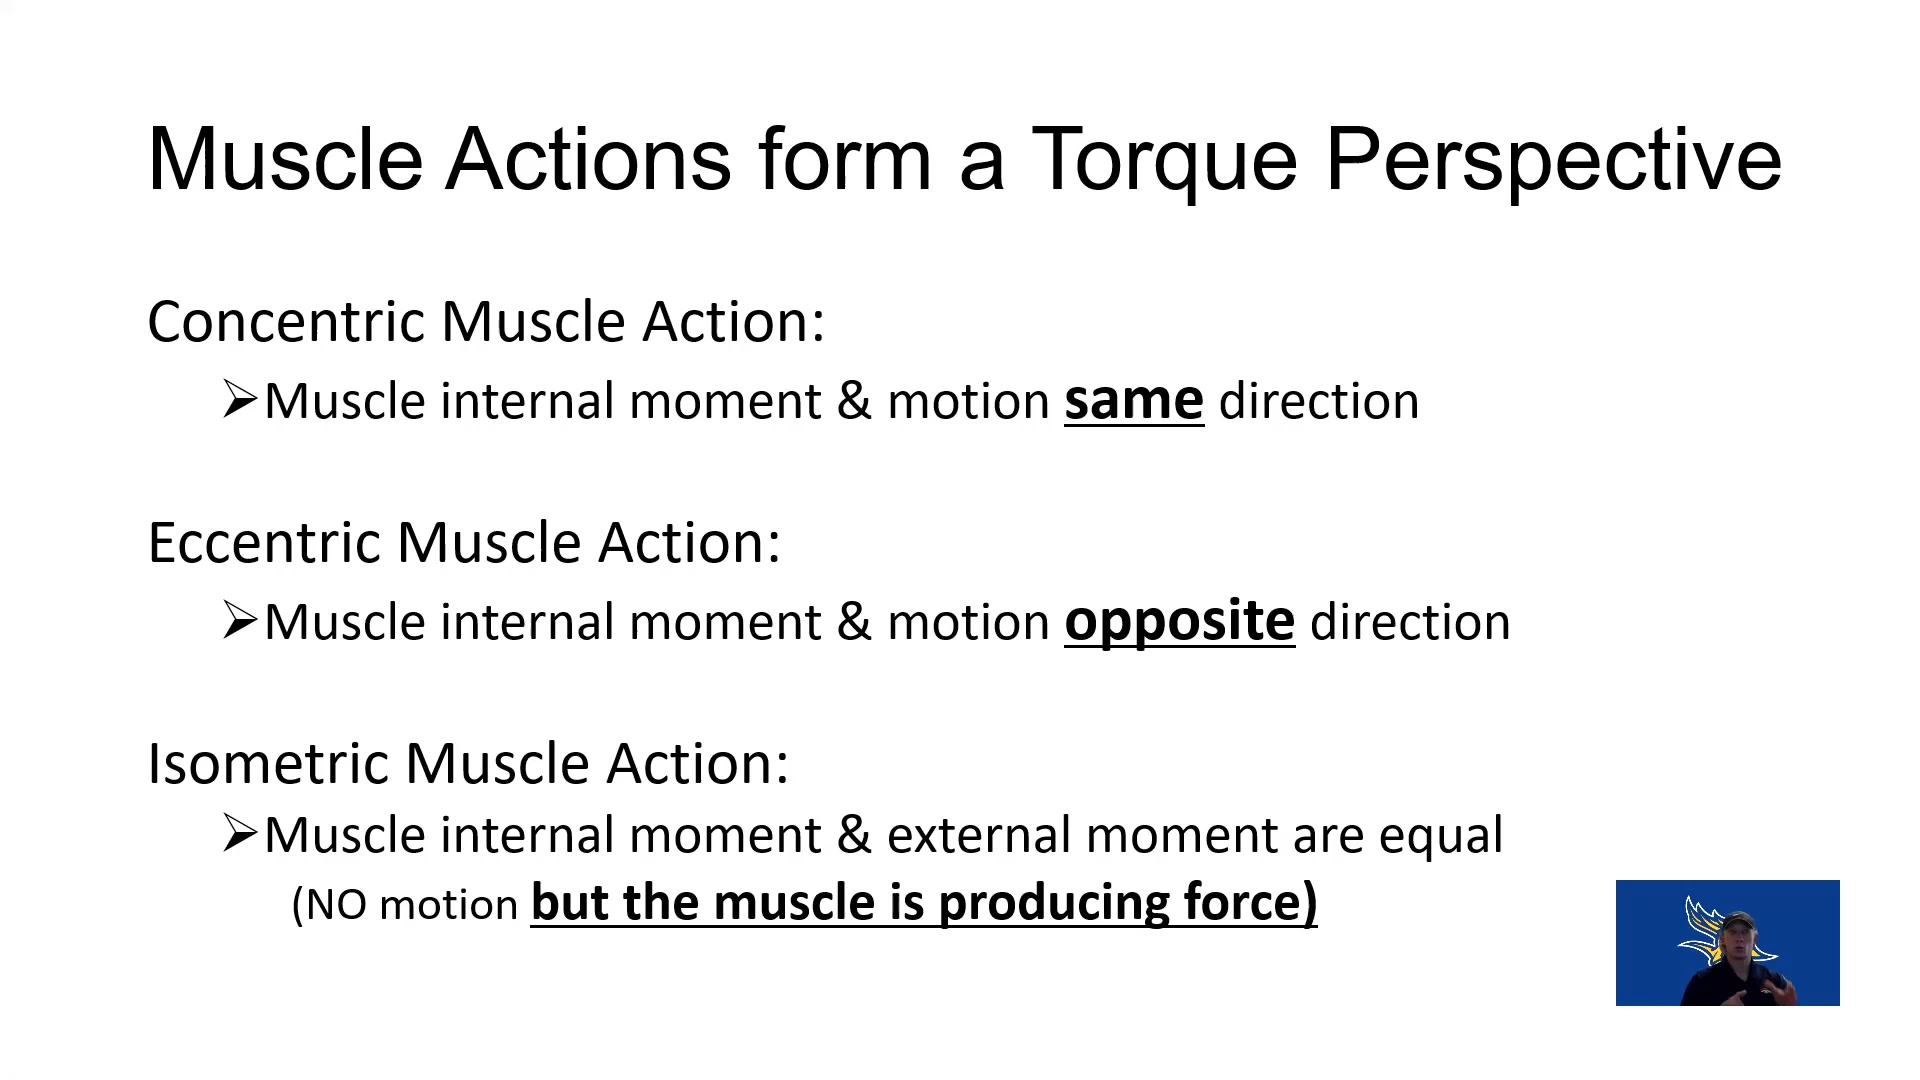 Muscle Actions form a Torque Perspective
Concentric Muscle Action:
➢Muscle internal moment & motion same direction
Eccentric Muscle Action:
➢Muscle internal moment & motion opposite direction
Isometric Muscle Action:
➢Muscle internal moment & external moment are equal
(NO motion but the muscle is producing force)